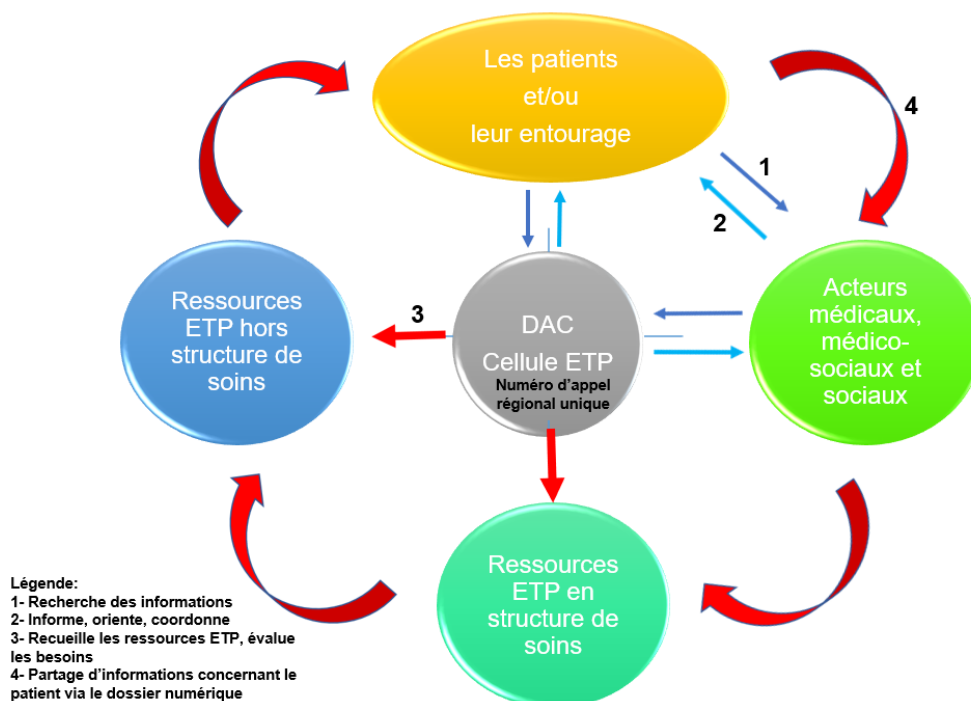 Les patients
et/ou
leur entourage
4
1
2
Ressources
ETP hors
structure de
soins
3
DAC
Cellule ETP
Numéro d'appel
régional unique
Acteurs
médicaux,
médico-
sociaux et
sociaux
Ressources
ETP en
structure de
soins
Légende:
1- Recherche des informations
2- Informe, oriente, coordonne
3- Recueille les ressources ETP, évalue
les besoins
4- Partage d'informations concernant le
patient via le dossier numérique